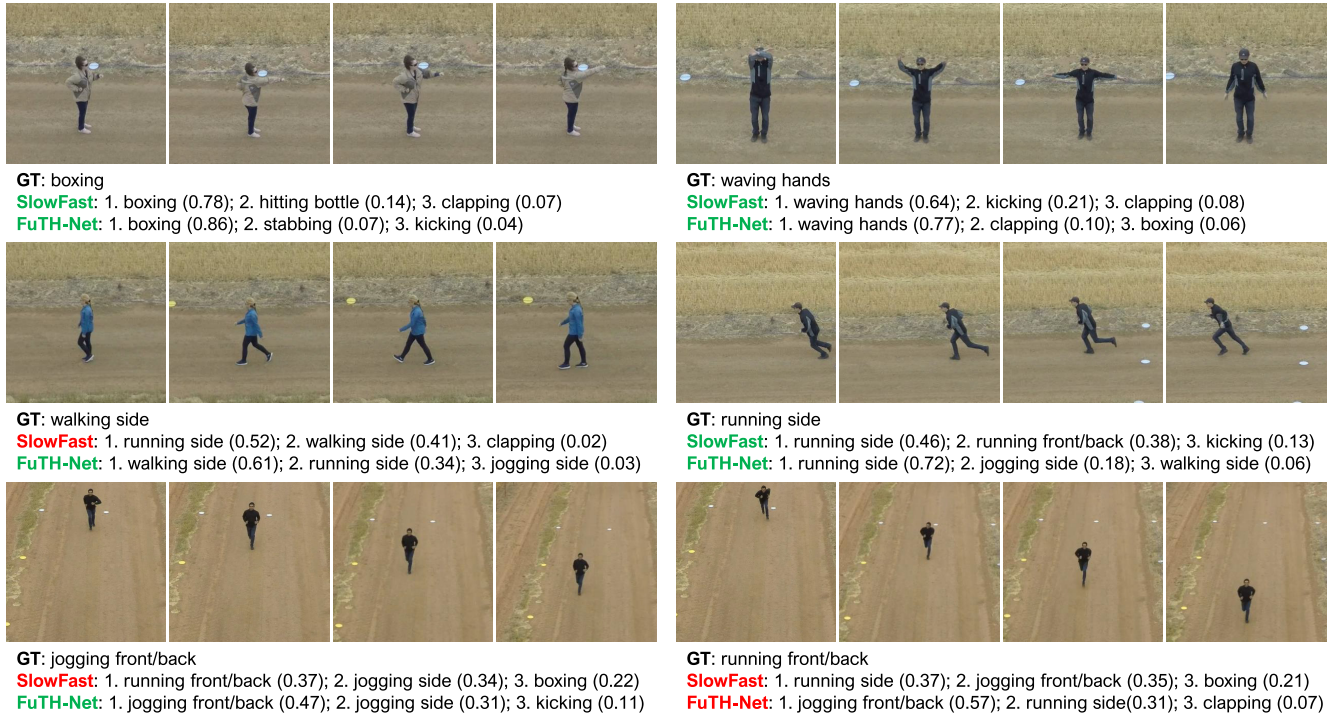 GT: boxing
SlowFast: 1. boxing (0.78); 2. hitting bottle (0.14); 3. clapping (0.07)
FuTH-Net: 1. boxing (0.86); 2. stabbing (0.07); 3. kicking (0.04)
GT: waving hands
SlowFast: 1. waving hands (0.64); 2. kicking (0.21); 3. clapping (0.08)
FuTH-Net: 1. waving hands (0.77); 2. clapping (0.10); 3. boxing (0.06)
GT: walking side
SlowFast: 1. running side (0.52); 2. walking side (0.41); 3. clapping (0.02)
FuTH-Net: 1. walking side (0.61); 2. running side (0.34); 3. jogging side (0.03)
GT: running side
SlowFast: 1. running side (0.46); 2. running front/back (0.38); 3. kicking (0.13)
FuTH-Net: 1. running side (0.72); 2. jogging side (0.18); 3. walking side (0.06)
GT: jogging front/back
SlowFast: 1. running front/back (0.37); 2. jogging side (0.34); 3. boxing (0.22)
FuTH-Net: 1. jogging front/back (0.47); 2. jogging side (0.31); 3. kicking (0.11)
GT: running front/back
SlowFast: 1. running side (0.37); 2. jogging front/back (0.35); 3. boxing (0.21)
FuTH-Net: 1. jogging front/back (0.57); 2. running side(0.31); 3. clapping (0.07)